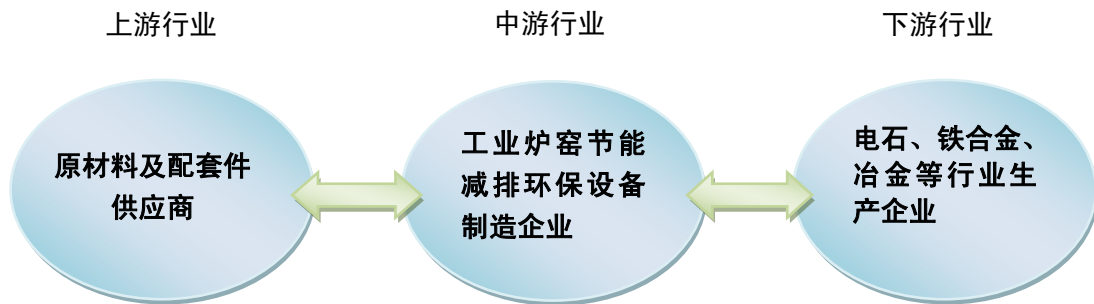 上游行业
中游行业
下游行业
原材料及配套件
供应商
工业炉窑节能
减排环保设备
制造企业
电石、铁合金、
冶金等行业生
产企业